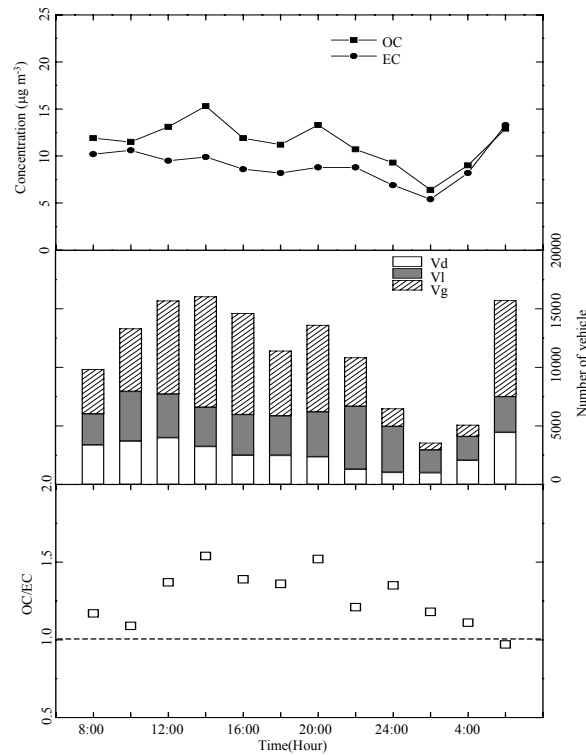 25
20
15
10
5
0
Concentration (μg m⁻³)
OC
EC
20000
15000
10000
5000
0
Number of vehicle
Vd
Vl
Vg
2.0
1.5
1.0
0.5
OC/EC
8:00 12:00 16:00 20:00 24:00 4:00
Time(Hour)